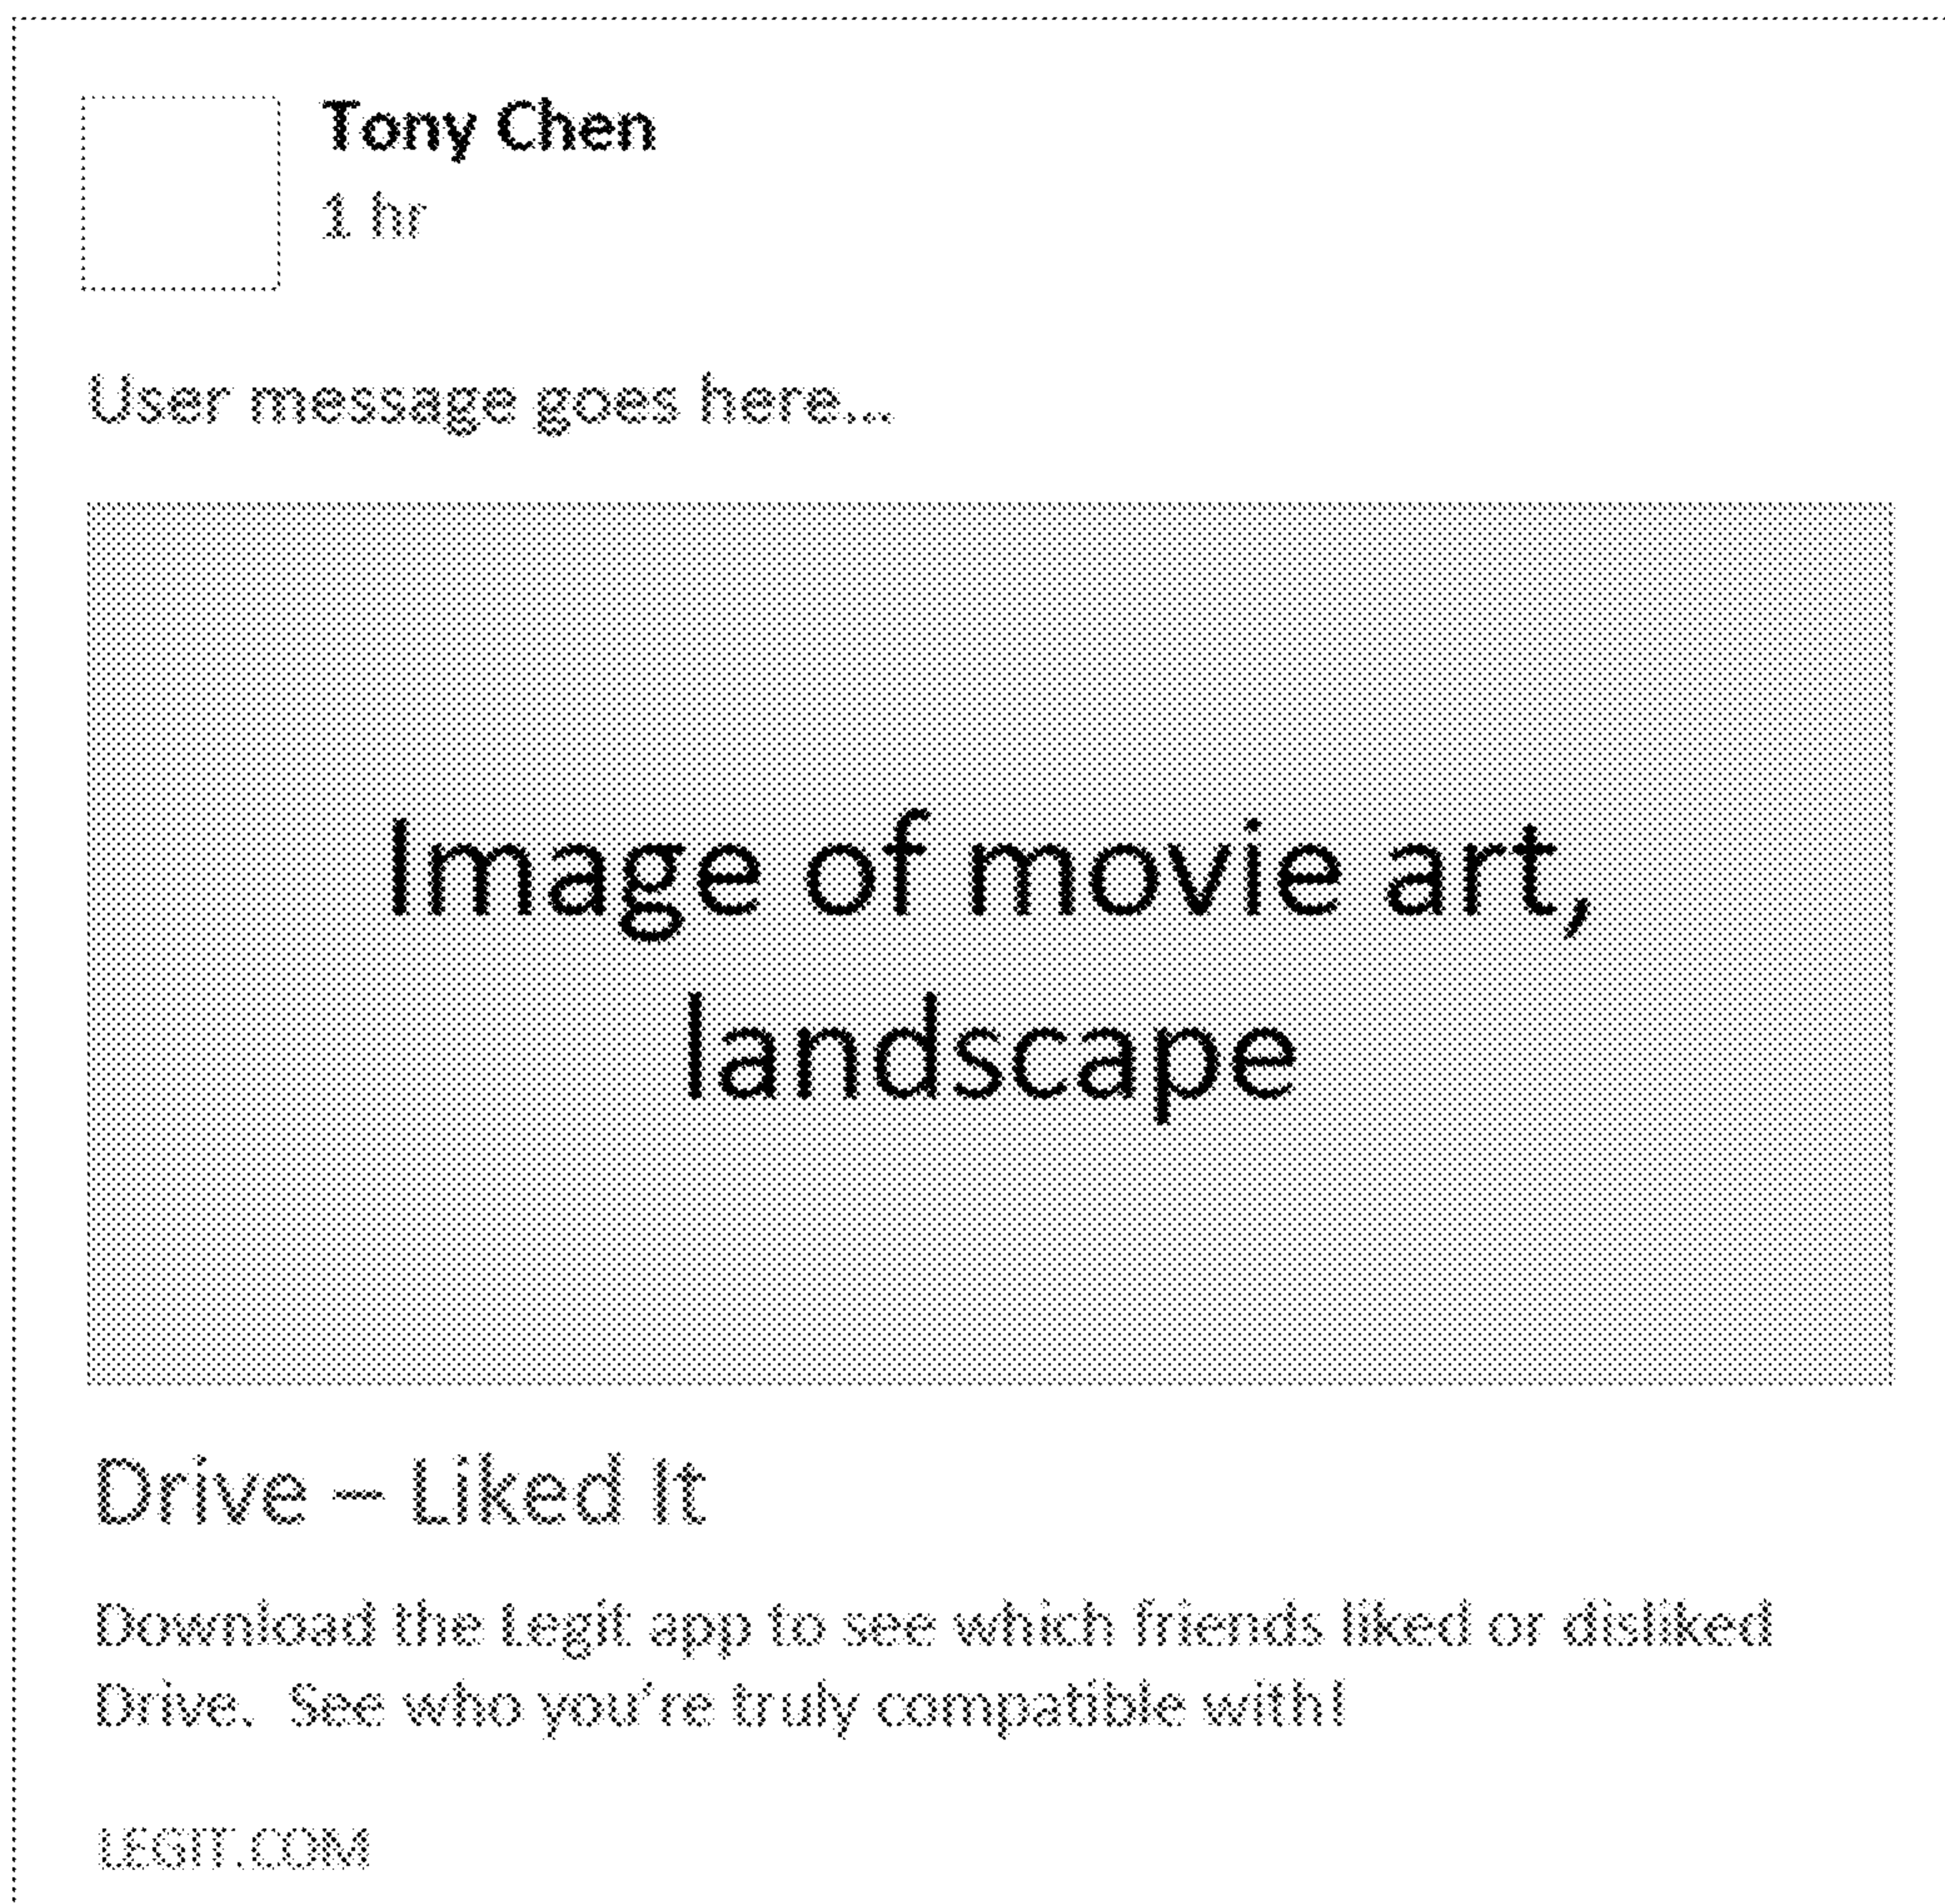 Tony Chen
1 hr
User message goes here...
Image of movie art,
landscape
Drive – Liked It
Download the Legit app to see which friends liked or disliked
Drive.  See who you're truly compatible with!
LEGIT.COM